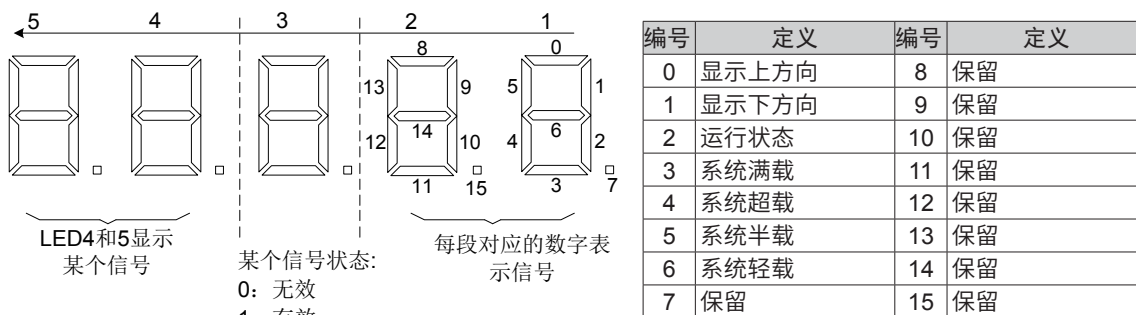 5 4 3 2 1
8 0
13 9 5 1
14 6
12 10 4 2
11 15 3 7
LED4和5显示
某个信号
某个信号状态:
0：无效
每段对应的数字表
示信号
编号 定义 编号 定义
0 显示上方向 8 保留
1 显示下方向 9 保留
2 运行状态 10 保留
3 系统满载 11 保留
4 系统超载 12 保留
5 系统半载 13 保留
6 系统轻载 14 保留
7 保留 15 保留